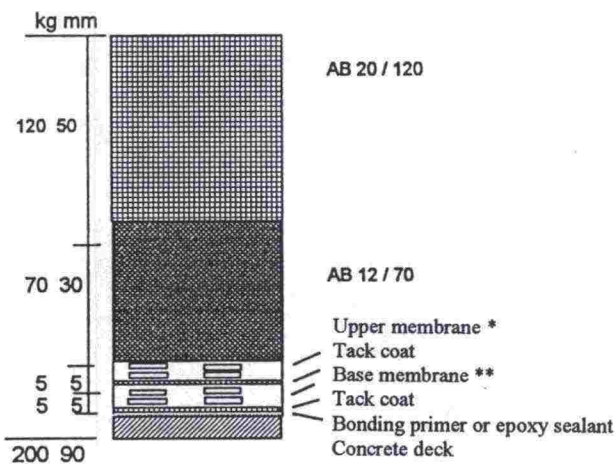 kg mm
AB 20 / 120
120 50
70 30
AB 12 / 70
Upper membrane *
Tack coat
5 5
Base membrane **
5 5
Tack coat
Bonding primer or epoxy sealant
200 90
Concrete deck